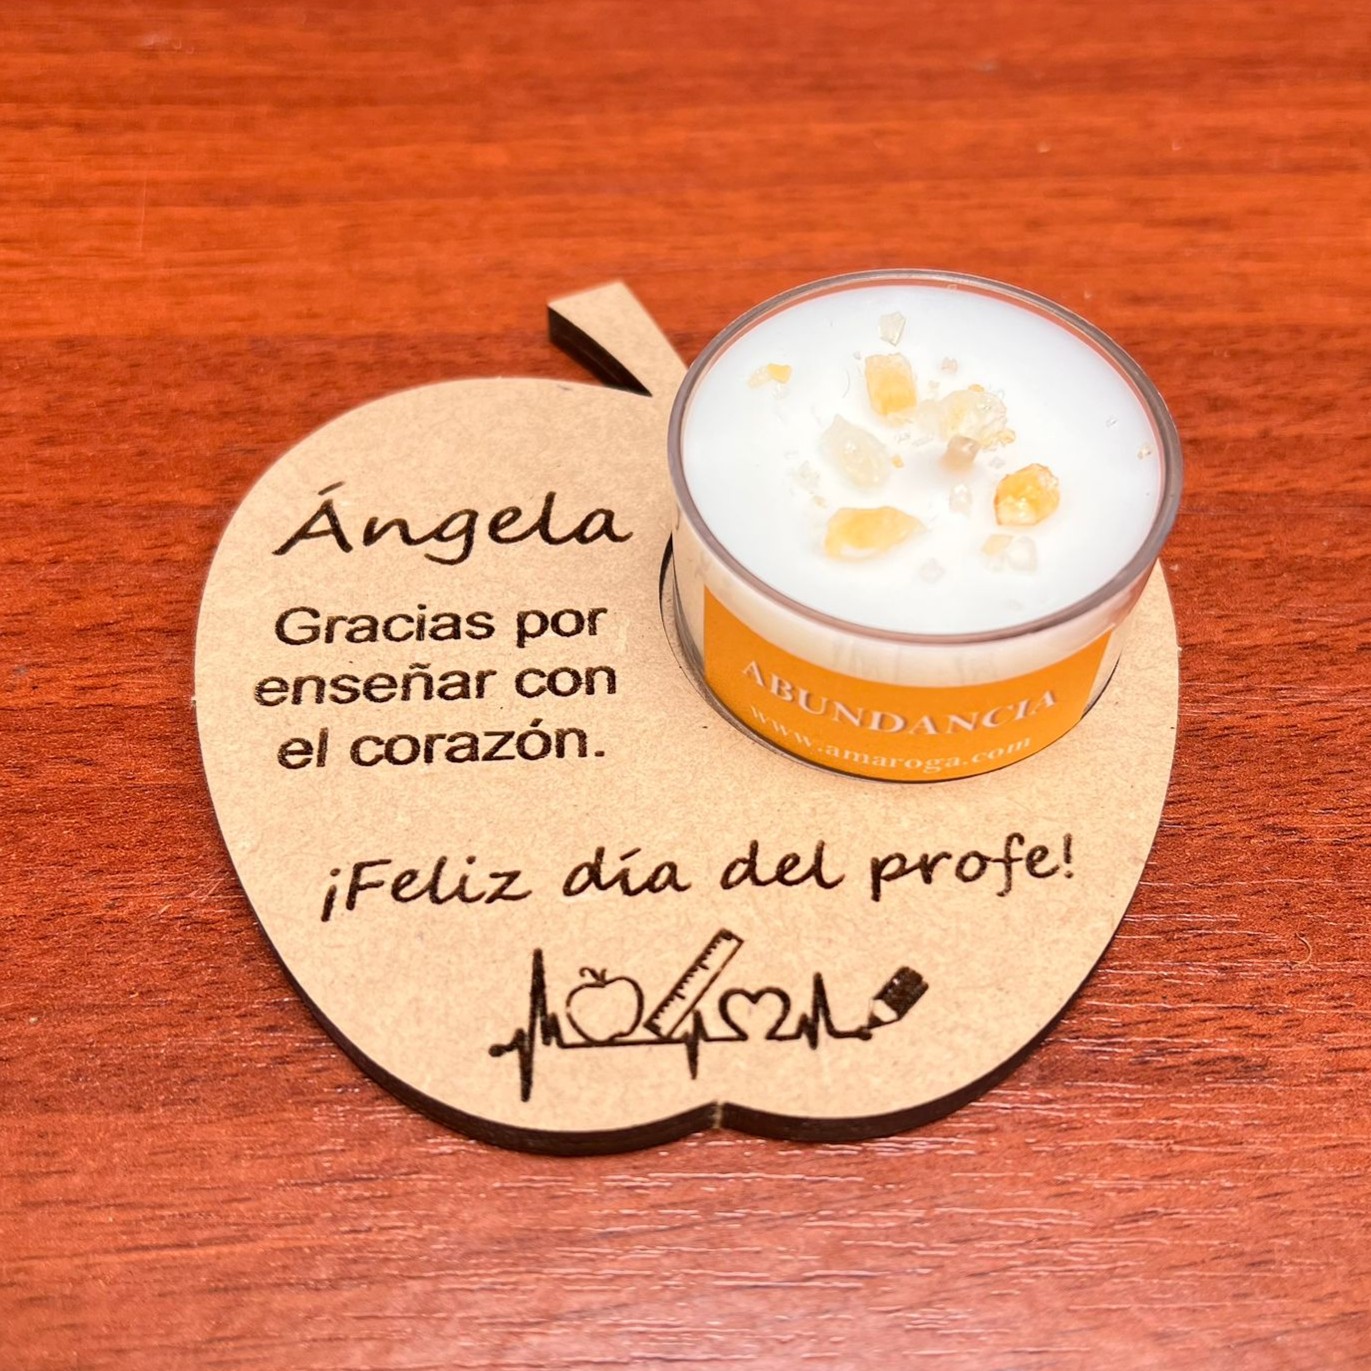 Ángela
Gracias por
enseñar con
el corazón.
¡Feliz día del profe!
ABUNDANCIA
www.amaroga.com